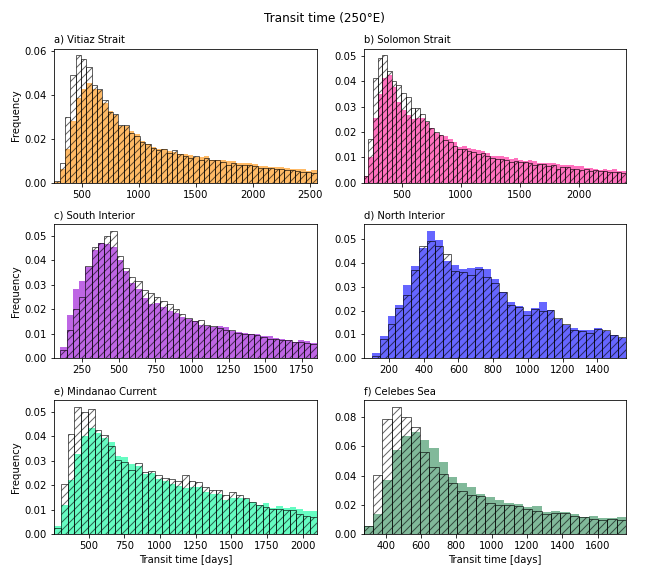 Transit time (250°E)
a) Vitiaz Strait
b) Solomon Strait
0.06
0.04
0.02
0.00
Frequency
500 1000 1500 2000 2500
0.05
0.04
0.03
0.02
0.01
0.00
500 1000 1500 2000
c) South Interior
d) North Interior
0.05
0.04
0.03
0.02
0.01
0.00
Frequency
250 500 750 1000 1250 1500 1750
0.05
0.04
0.03
0.02
0.01
0.00
200 400 600 800 1000 1200 1400
e) Mindanao Current
f) Celebes Sea
0.05
0.04
0.03
0.02
0.01
0.00
Frequency
500 750 1000 1250 1500 1750 2000
Transit time [days]
0.08
0.06
0.04
0.02
0.00
400 600 800 1000 1200 1400 1600
Transit time [days]